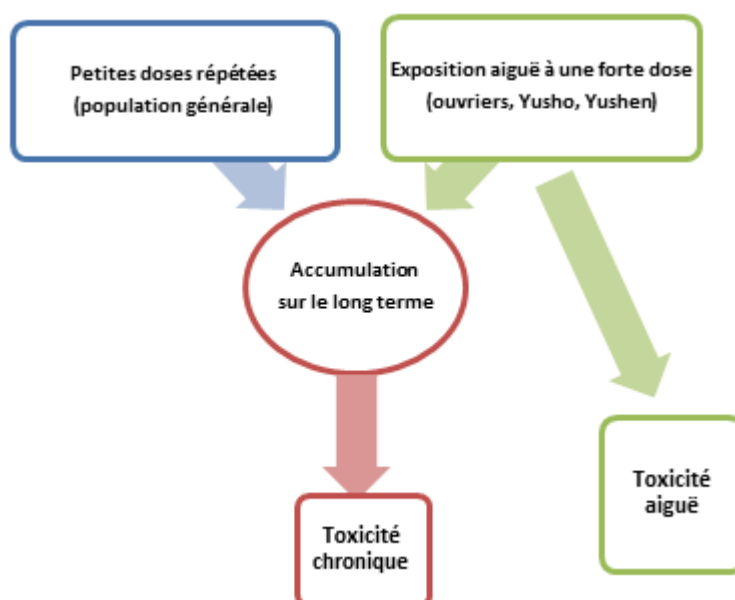 Petites doses répétées
(population générale)
Exposition aiguë à une forte dose
(ouvriers, Yusho, Yushen)
Accumulation
sur le long terme
Toxicité
aiguë
Toxicité
chronique